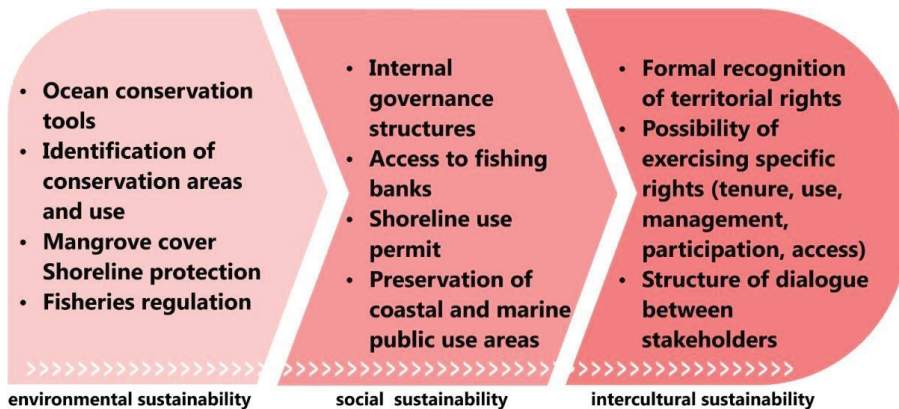 • Ocean conservation
tools
• Identification of
conservation areas
and use
• Mangrove cover
Shoreline protection
• Fisheries regulation
• Internal
governance
structures
• Access to fishing
banks
• Shoreline use
permit
• Preservation of
coastal and marine
public use areas
• Formal recognition
of territorial rights
• Possibility of
exercising specific
rights (tenure, use,
management,
participation, access)
• Structure of dialogue
between
stakeholders
environmental sustainability
social sustainability
intercultural sustainability